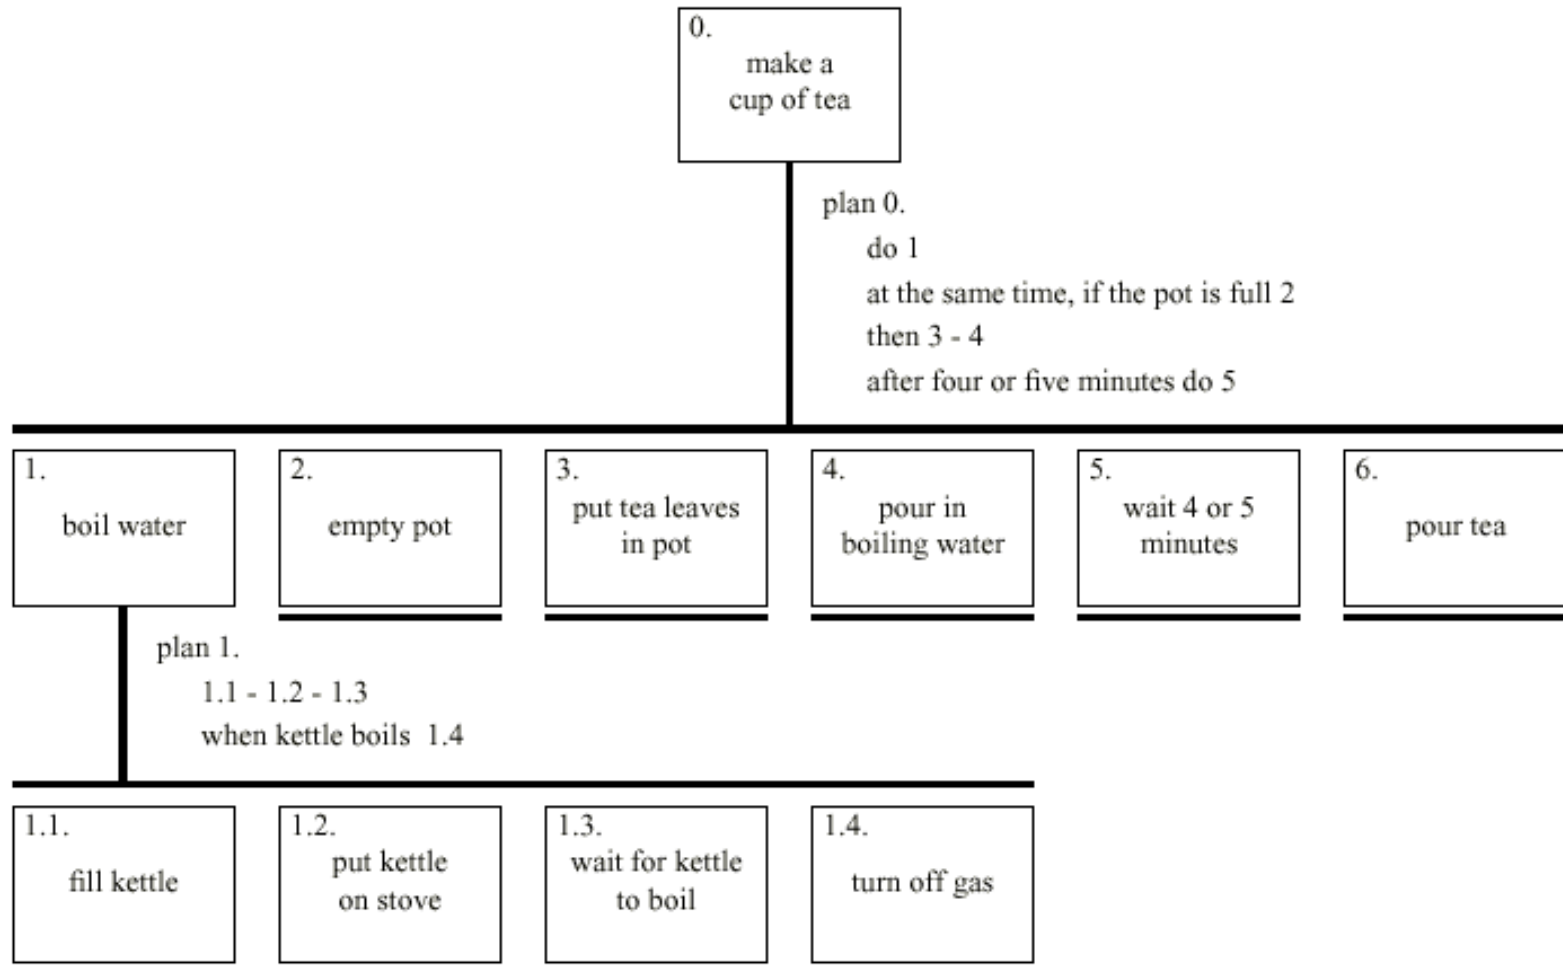 0.
make a
cup of tea
plan 0.
do 1
at the same time, if the pot is full 2
then 3 - 4
after four or five minutes do 5
1.
boil water
2.
empty pot
3.
put tea leaves
in pot
4.
pour in
boiling water
5.
wait 4 or 5
minutes
6.
pour tea
plan 1.
1.1 - 1.2 - 1.3
when kettle boils 1.4
1.1.
fill kettle
1.2.
put kettle
on stove
1.3.
wait for kettle
to boil
1.4.
turn off gas